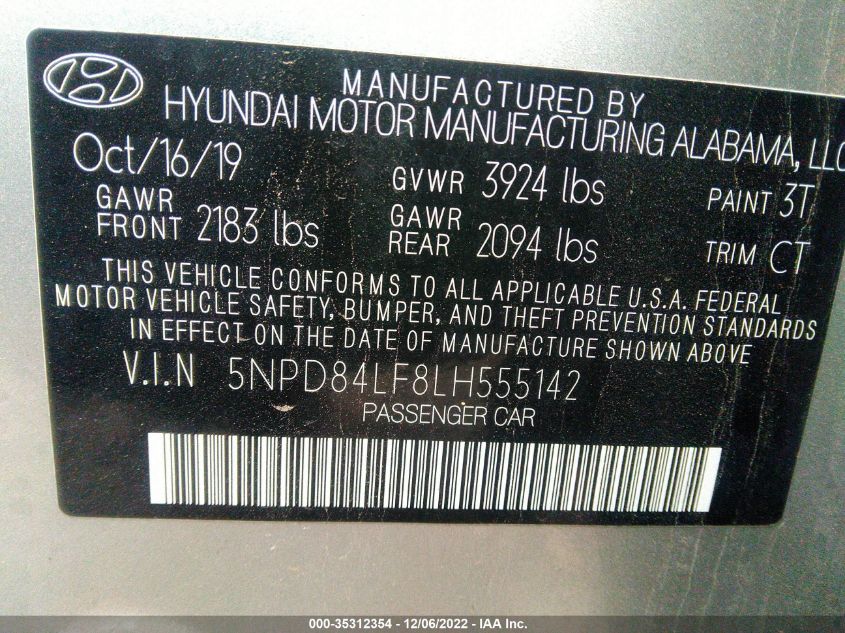 MANUFACTURED BY
HYUNDAI MOTOR MANUFACTURING ALABAMA, LLC
Oct/16/19 GVWR 3924 lbs PAINT 3T
GAWR FRONT 2183 lbs GAWR REAR 2094 lbs TRIM CT
THIS VEHICLE CONFORMS TO ALL APPLICABLE U.S.A. FEDERAL
MOTOR VEHICLE SAFETY, BUMPER, AND THEFT PREVENTION STANDARDS
IN EFFECT ON THE DATE OF MANUFACTURE SHOWN ABOVE
V.I.N 5NPD84LF8LH555142
PASSENGER CAR
000-35312354 - 12/06/2022 - IAA Inc.